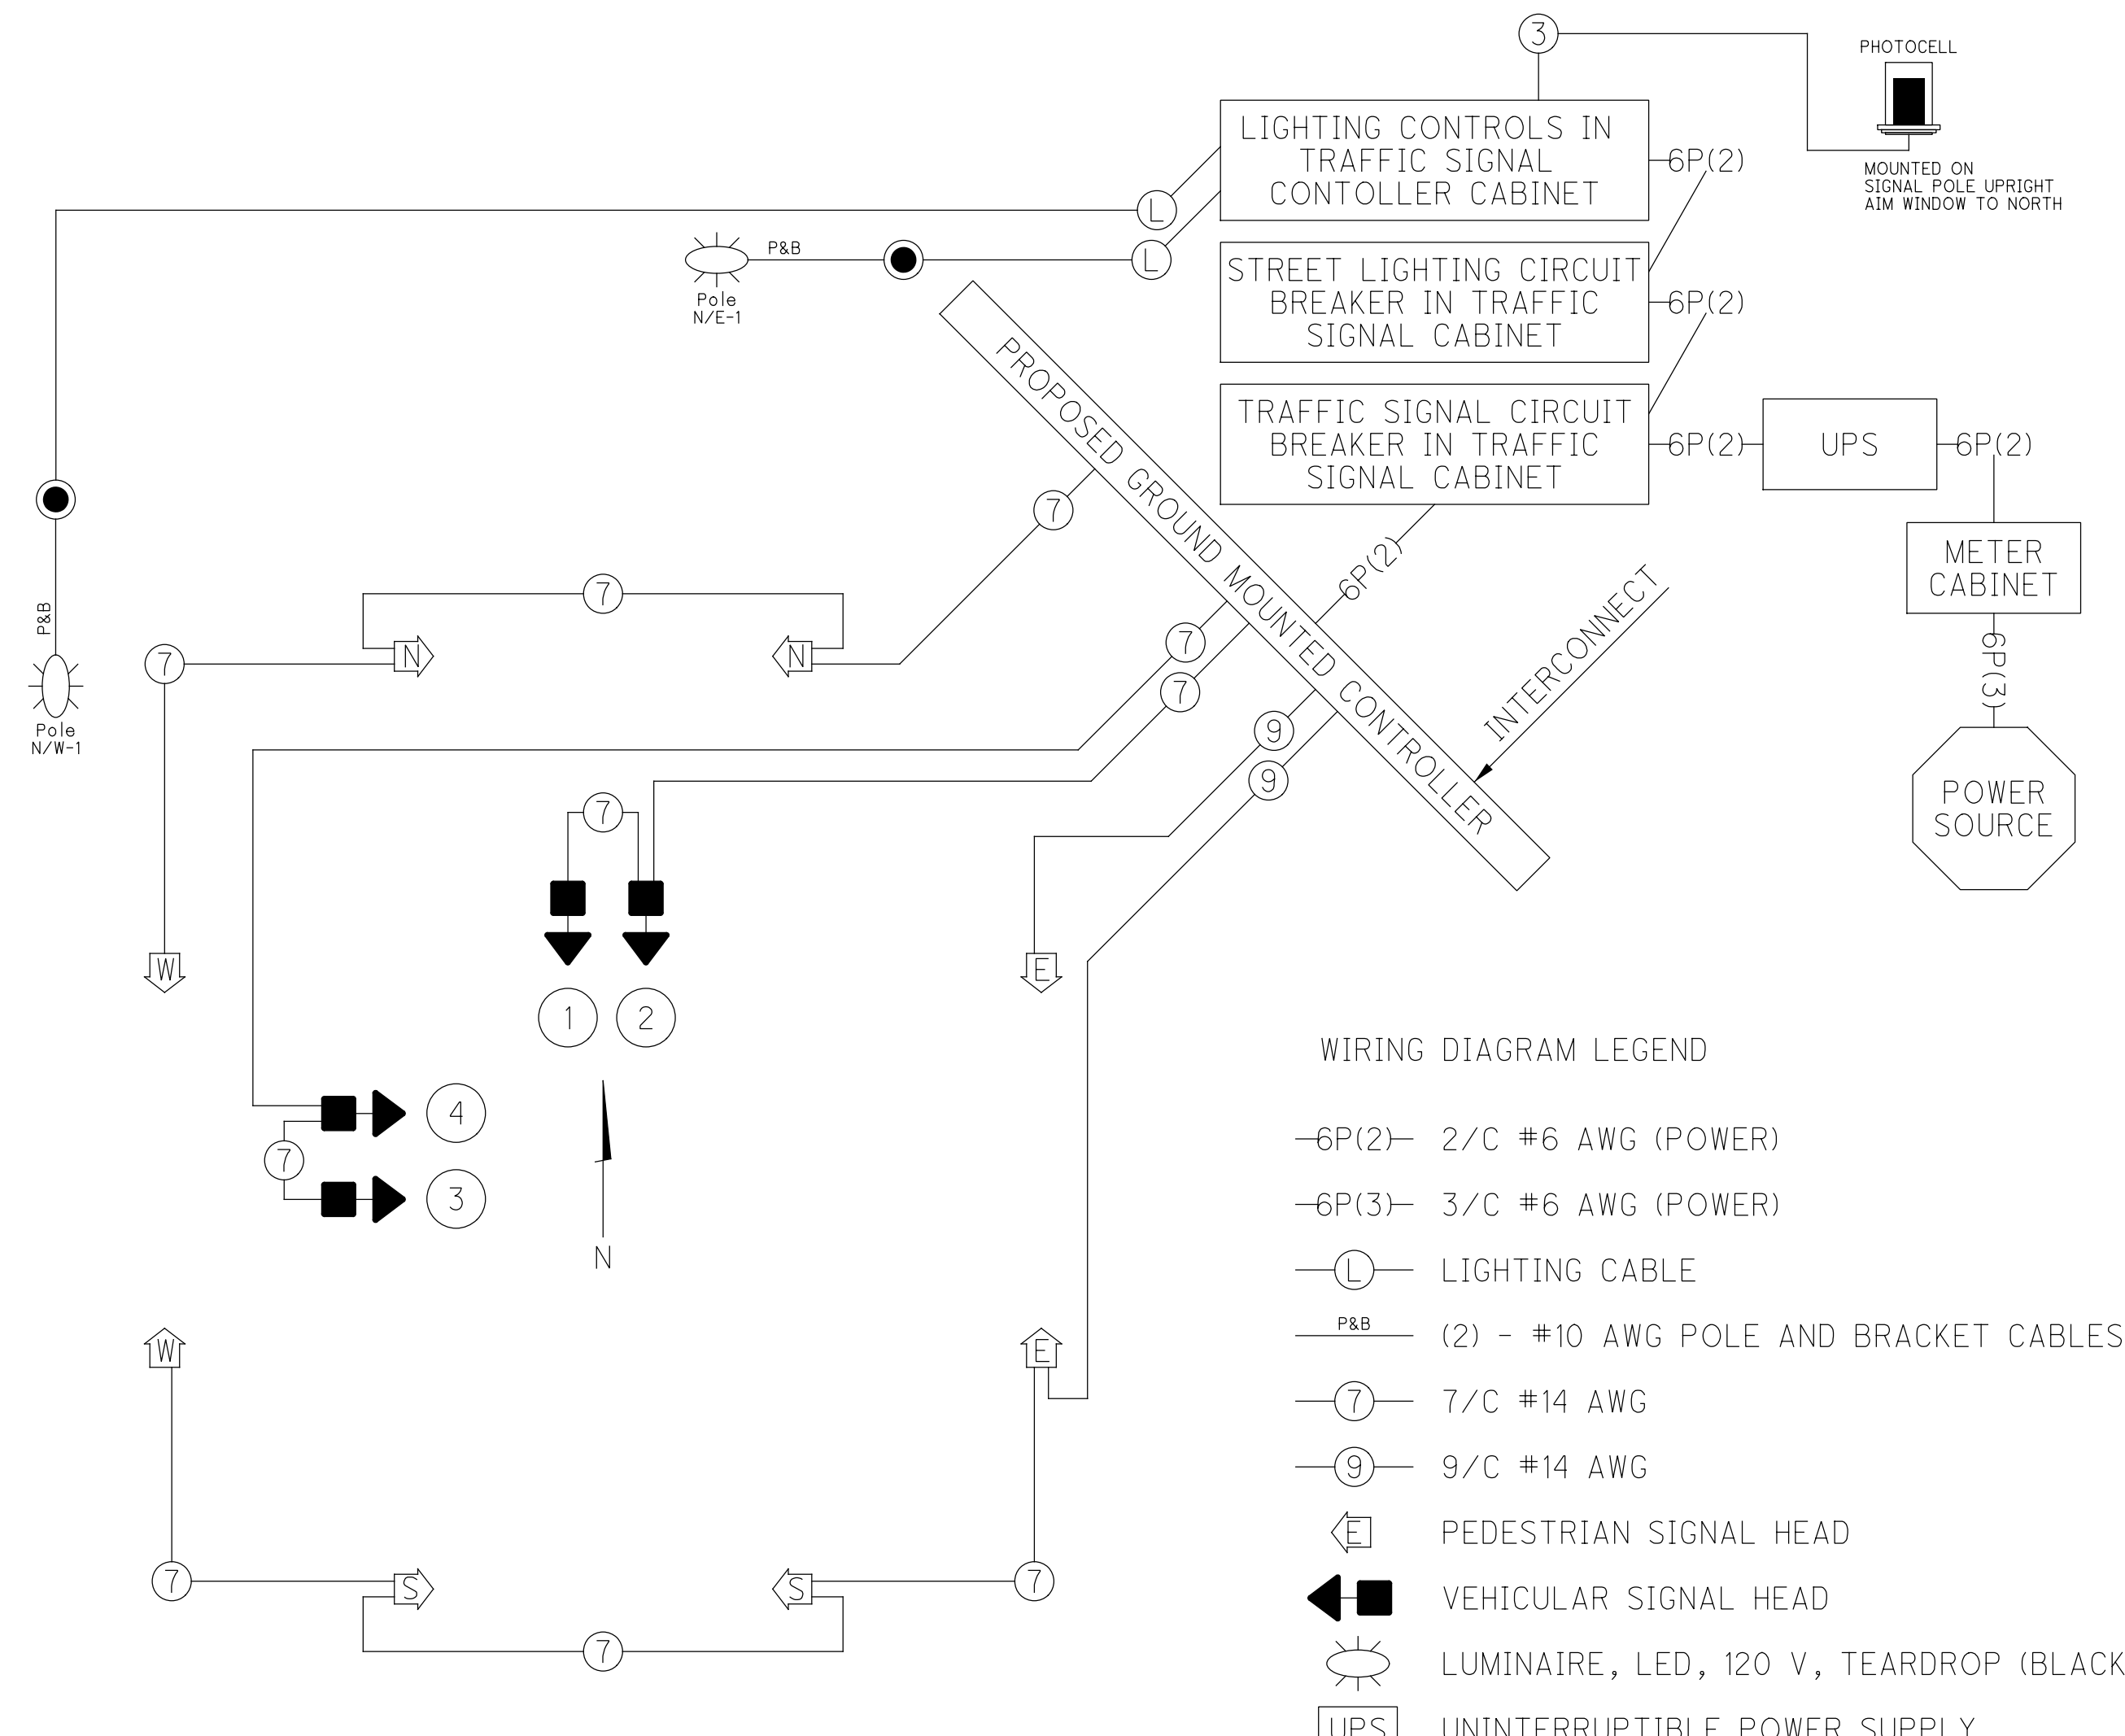 3
PHOTOCELL
MOUNTED ON
SIGNAL POLE UPRIGHT
AIM WINDOW TO NORTH
LIGHTING CONTROLS IN
TRAFFIC SIGNAL
CONTOLLER CABINET
6P(2)
L
L
P&B
Pole
N/E-1
STREET LIGHTING CIRCUIT
BREAKER IN TRAFFIC
SIGNAL CABINET
6P(2)
TRAFFIC SIGNAL CIRCUIT
BREAKER IN TRAFFIC
SIGNAL CABINET
6P(2)
UPS
6P(2)
METER
CABINET
6P(3)
POWER
SOURCE
6P(2)
INTERCONNECT
PROPOSED GROUND MOUNTED CONTROLLER
7
7
7
9
9
P&B
Pole
N/W-1
7
7
N
N
7
W
E
1
2
4
7
3
N
W
E
7
S
S
7
7
WIRING DIAGRAM LEGEND
6P(2) 2/C #6 AWG (POWER)
6P(3) 3/C #6 AWG (POWER)
L LIGHTING CABLE
P&B (2) - #10 AWG POLE AND BRACKET CABLES
7 7/C #14 AWG
9 9/C #14 AWG
E PEDESTRIAN SIGNAL HEAD
VEHICULAR SIGNAL HEAD
LUMINAIRE, LED, 120 V, TEARDROP (BLACK
UPS UNINTERRUPTIBLE POWER SUPPLY